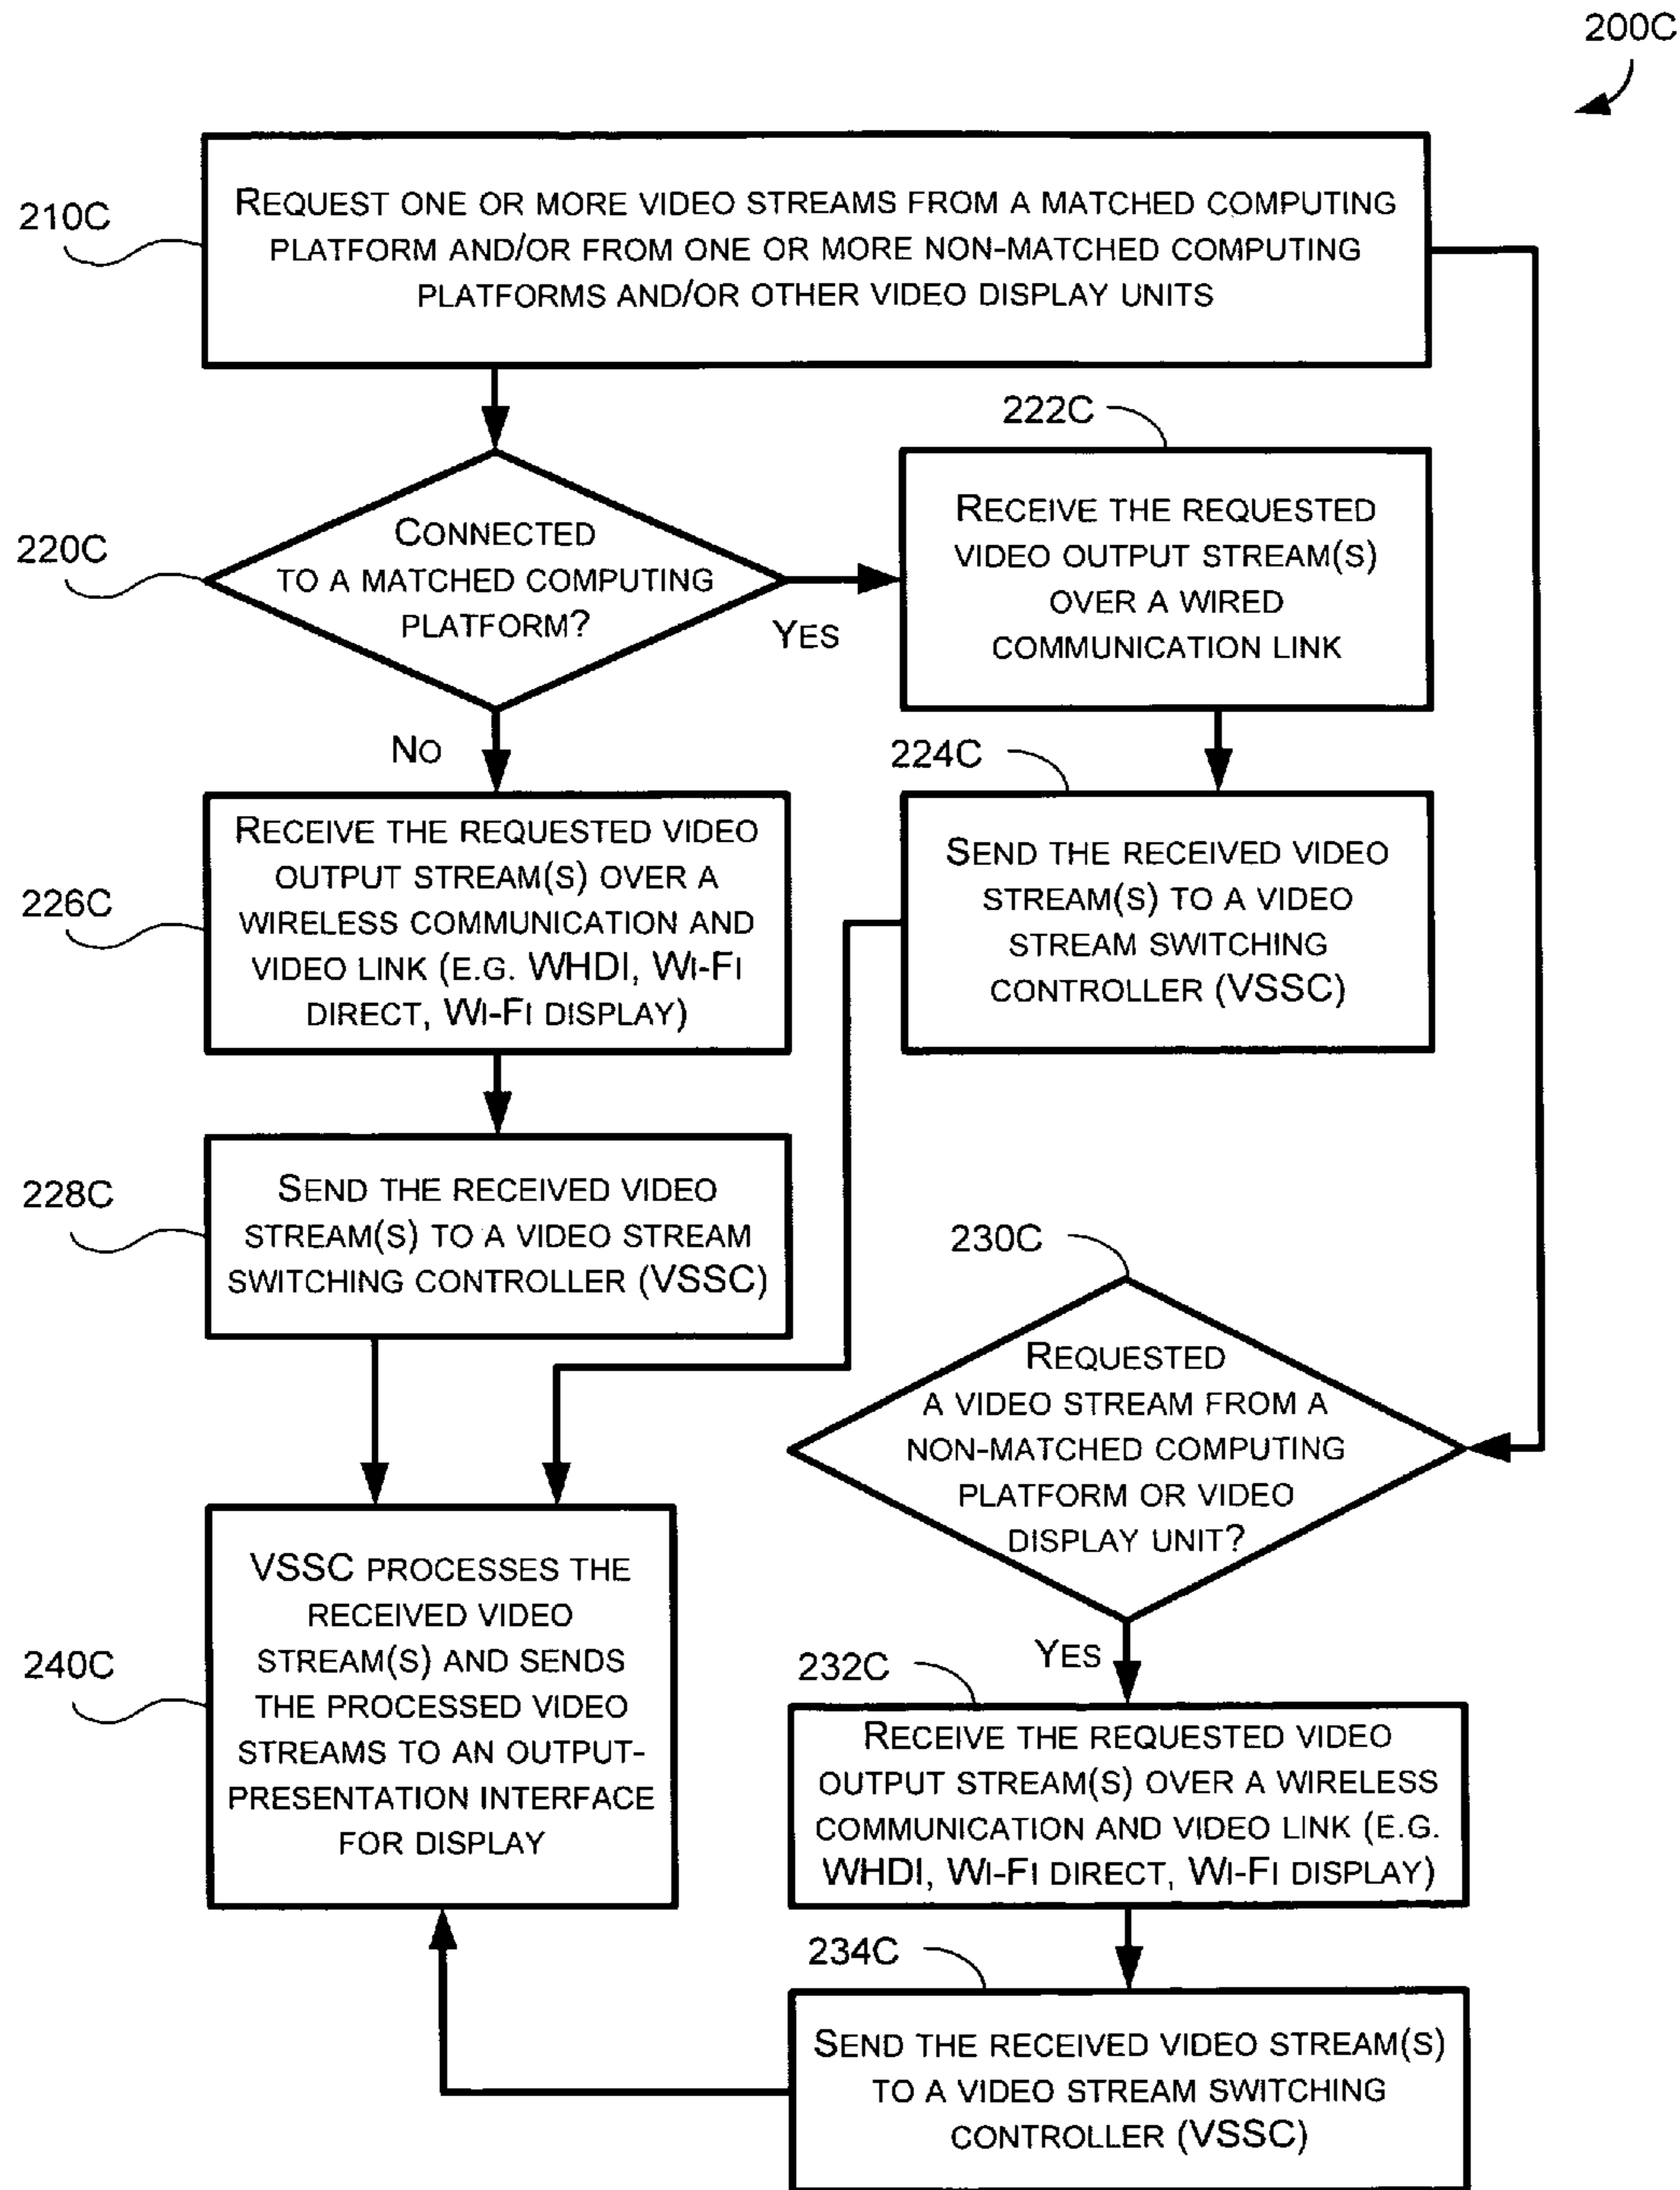 200C
210C
REQUEST ONE OR MORE VIDEO STREAMS FROM A MATCHED COMPUTING
PLATFORM AND/OR FROM ONE OR MORE NON-MATCHED COMPUTING
PLATFORMS AND/OR OTHER VIDEO DISPLAY UNITS
220C
CONNECTED
TO A MATCHED COMPUTING
PLATFORM?
YES
NO
222C
RECEIVE THE REQUESTED
VIDEO OUTPUT STREAM(S)
OVER A WIRED
COMMUNICATION LINK
224C
SEND THE RECEIVED VIDEO
STREAM(S) TO A VIDEO
STREAM SWITCHING
CONTROLLER (VSSC)
226C
RECEIVE THE REQUESTED VIDEO
OUTPUT STREAM(S) OVER A
WIRELESS COMMUNICATION AND
VIDEO LINK (E.G. WHDI, WI-FI
DIRECT, WI-FI DISPLAY)
228C
SEND THE RECEIVED VIDEO
STREAM(S) TO A VIDEO STREAM
SWITCHING CONTROLLER (VSSC)
230C
REQUESTED
A VIDEO STREAM FROM A
NON-MATCHED COMPUTING
PLATFORM OR VIDEO
DISPLAY UNIT?
YES
232C
RECEIVE THE REQUESTED VIDEO
OUTPUT STREAM(S) OVER A WIRELESS
COMMUNICATION AND VIDEO LINK (E.G.
WHDI, WI-FI DIRECT, WI-FI DISPLAY)
234C
SEND THE RECEIVED VIDEO STREAM(S)
TO A VIDEO STREAM SWITCHING
CONTROLLER (VSSC)
240C
VSSC PROCESSES THE
RECEIVED VIDEO
STREAM(S) AND SENDS
THE PROCESSED VIDEO
STREAMS TO AN OUTPUT-
PRESENTATION INTERFACE
FOR DISPLAY